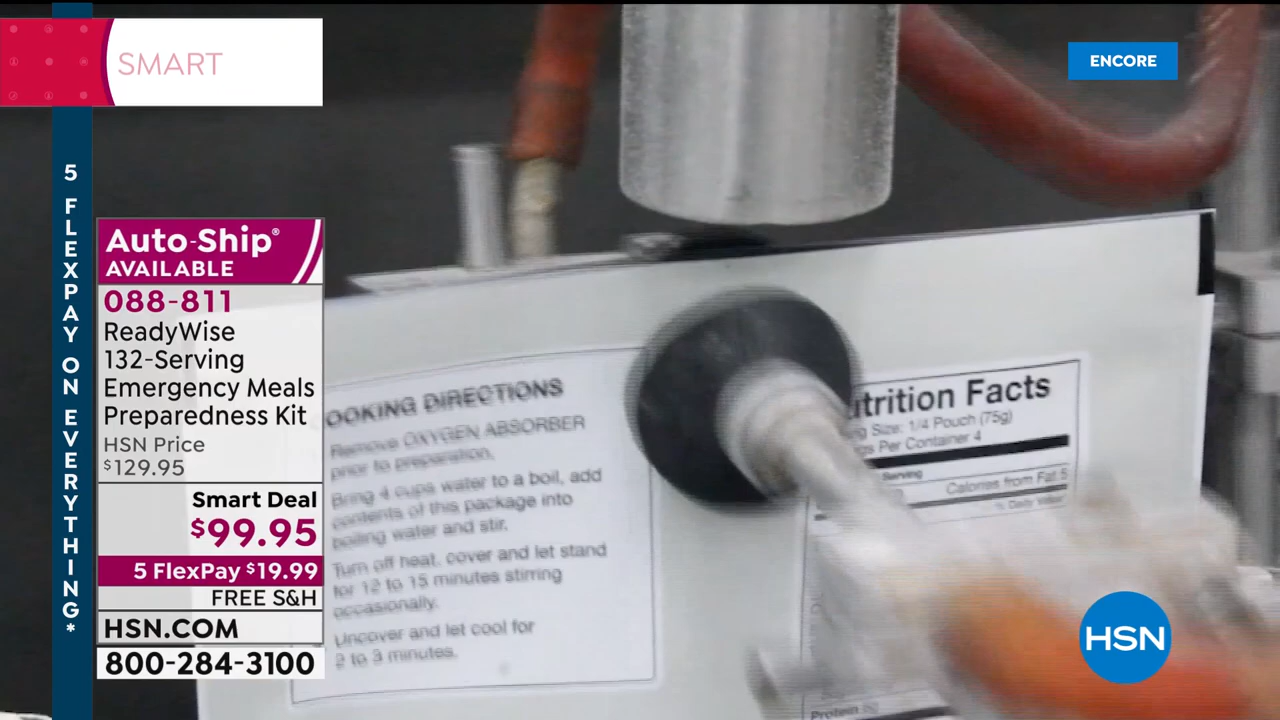 SMART
ENCORE
5 FLEXPAY ON EVERYTHING*
Auto-Ship®
AVAILABLE
088-811
ReadyWise
132-Serving
Emergency Meals
Preparedness Kit
HSN Price
$129.95
Smart Deal
$99.95
5 FlexPay $19.99
FREE S&H
HSN.COM
800-284-3100
OOKING DIRECTIONS
Remove OXYGEN ABSORBER
prior to preparation.
Bring 4 cups water to a boil, add
contents of this package into
boiling water and stir.
Turn off heat, cover and let stand
for 12 to 15 minutes stirring
occasionally.
Uncover and let cool for
2 to 3 minutes.
utrition Facts
Size: 1/4 Pouch (75g)
Per Container 4
Serving
Calories from Fat 5
% Daily Value
Protein
HSN